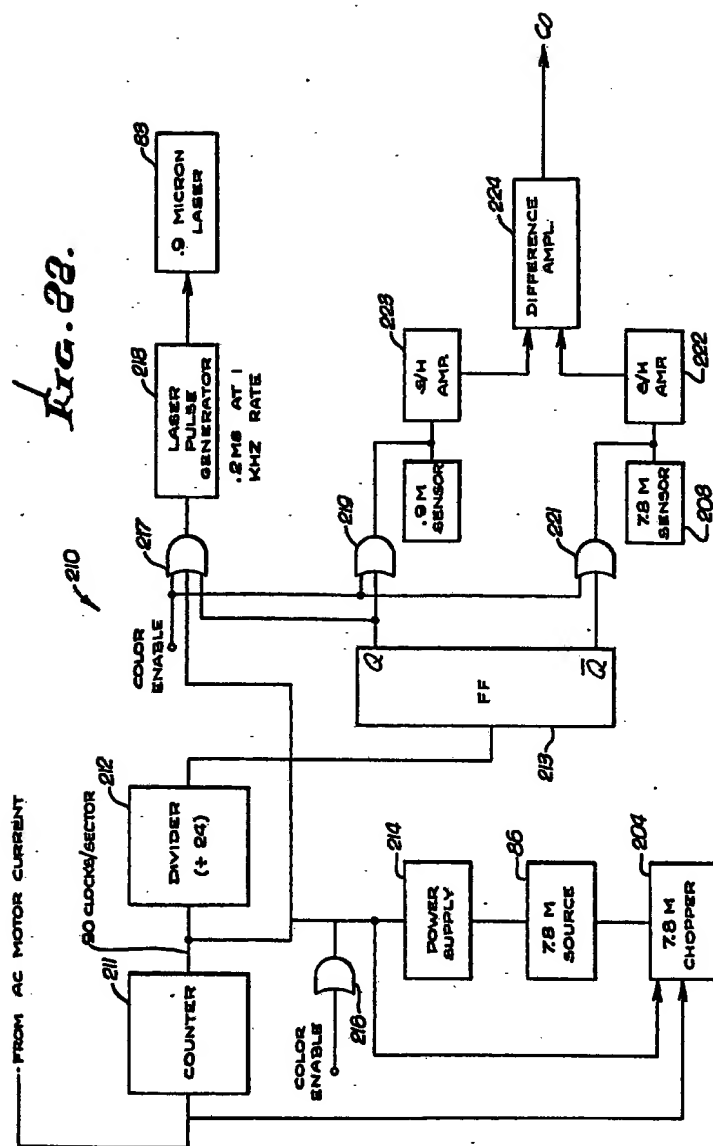 Fig. 22.
210
FROM AC MOTOR CURRENT
211
COUNTER
90 CLOCKS/SECTOR
212
DIVIDER
(÷ 24)
COLOR
ENABLE
217
218
LASER
PULSE
GENERATOR
.2MS AT 1
KHZ RATE
88
.9 MICRON
LASER
COLOR
ENABLE
216
214
POWER
SUPPLY
86
7.8 M
SOURCE
204
7.8 M
CHOPPER
213
FF
Q
Q̅
219
221
.9 M
SENSOR
223
S/H
AMP.
7.8 M
SENSOR
208
S/H
AMP.
222
224
DIFFERENCE
AMPL.
CO